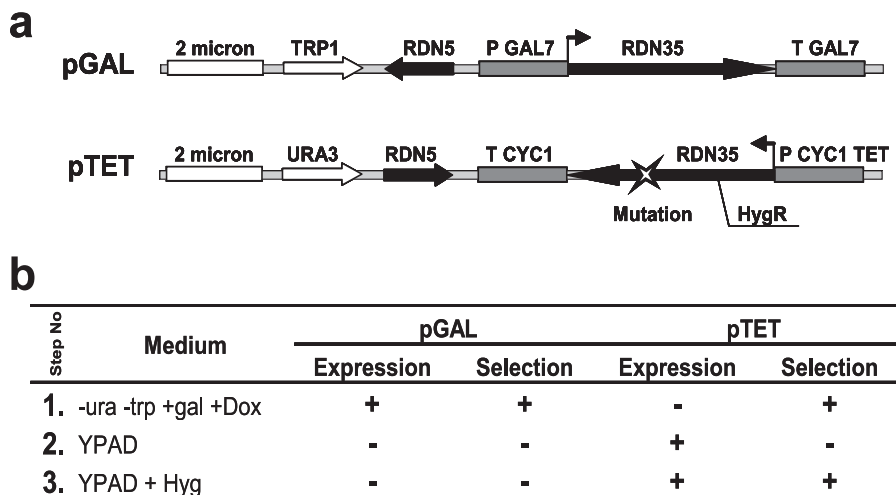 a
2 micron TRP1 RDN5 P GAL7 RDN35 T GAL7
pGAL
2 micron URA3 RDN5 T CYC1 RDN35 P CYC1 TET
pTET
Mutation HygR
b
Step No Medium pGAL pTET
Expression Selection Expression Selection
1. -ura -trp +gal +Dox + + - +
2. YPAD - - + -
3. YPAD + Hyg - - + +